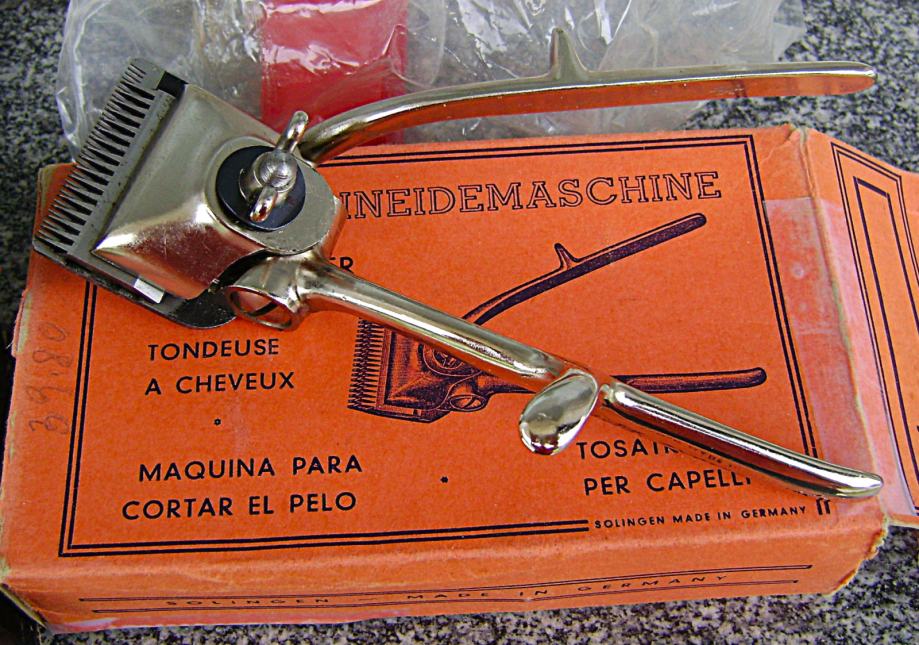 NEIDEMASCHINE
ER
TONDEUSE
A CHEVEUX
MAQUINA PARA
CORTAR EL PELO
PER CAPELLI
SOLINGEN MADE IN GERMANY
SOLINGEN MADE IN GERMANY
39.80